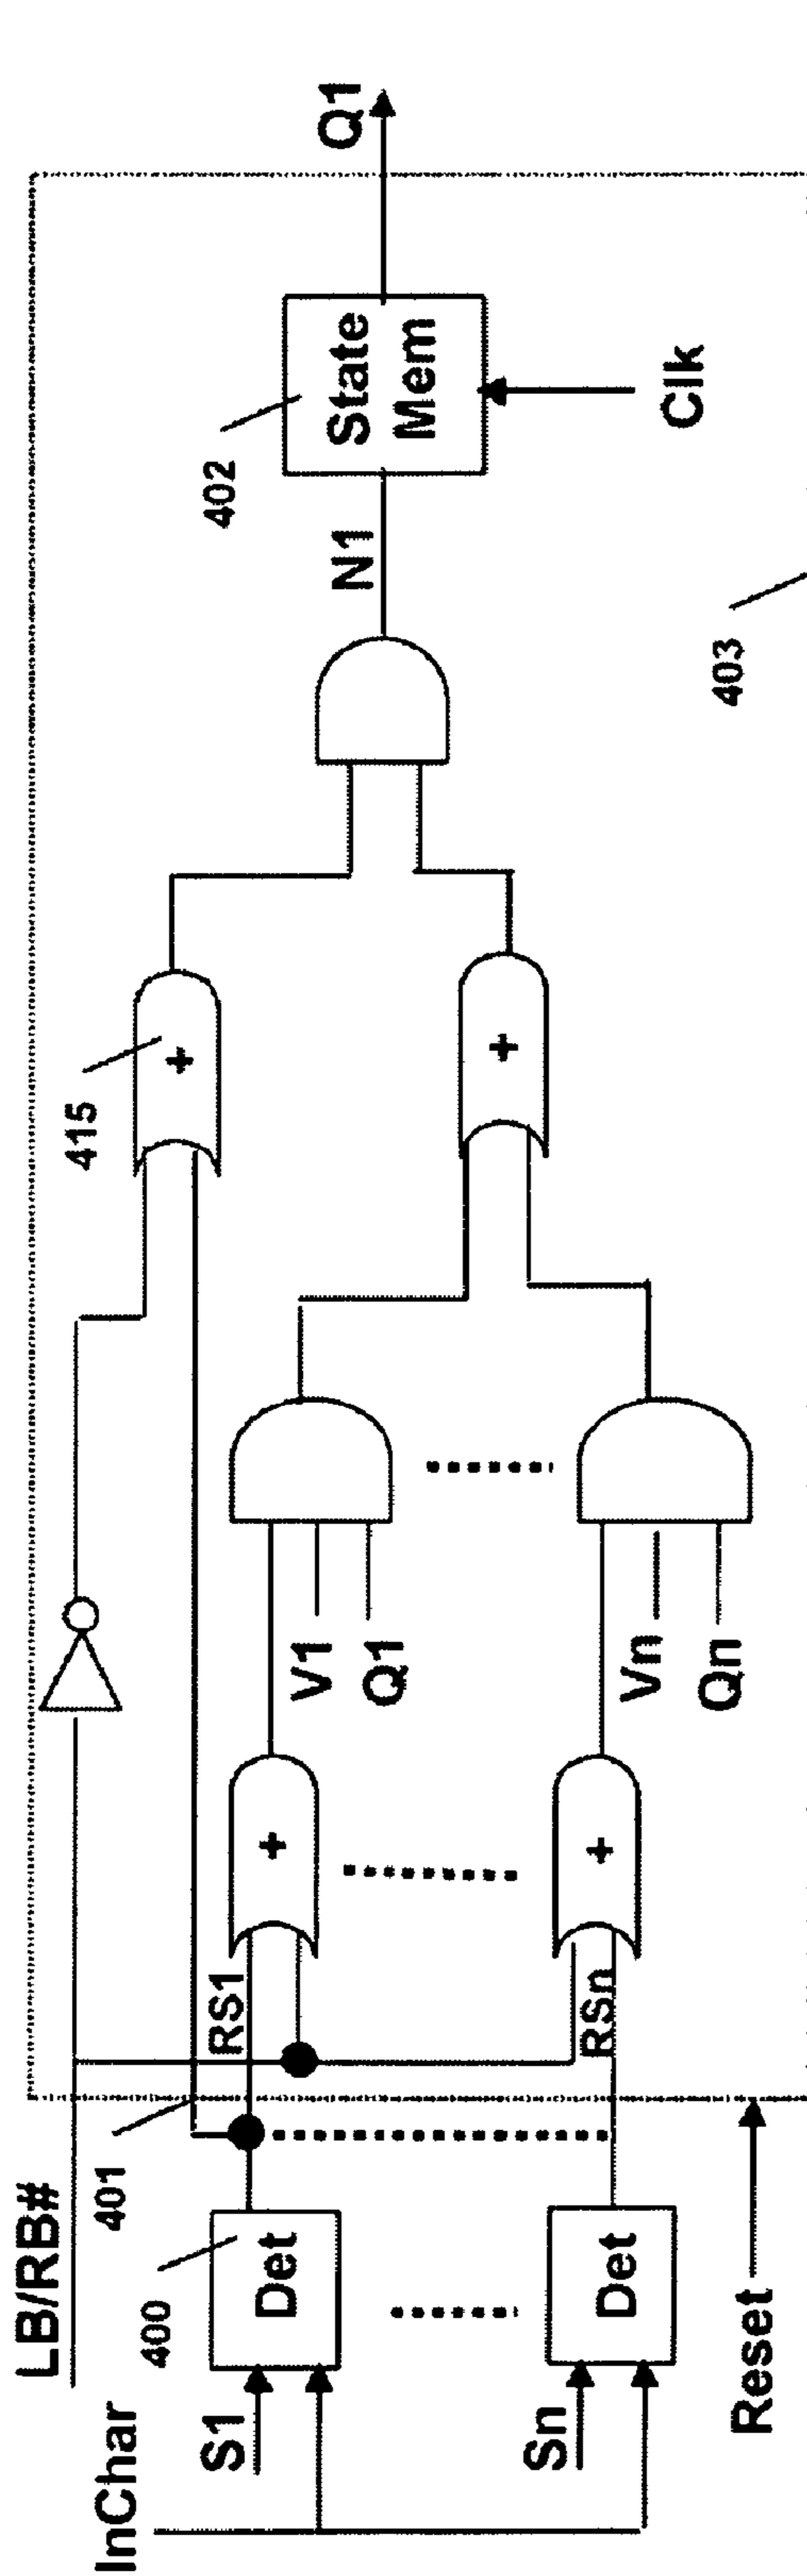 LB/RB#
InChar
401
400
S1
Det
RS1
+
V1
Q1
415
+
N1
402
State
Mem
Q1
Sn
Det
RSn
+
Vn
Qn
+
Clk
403
Reset